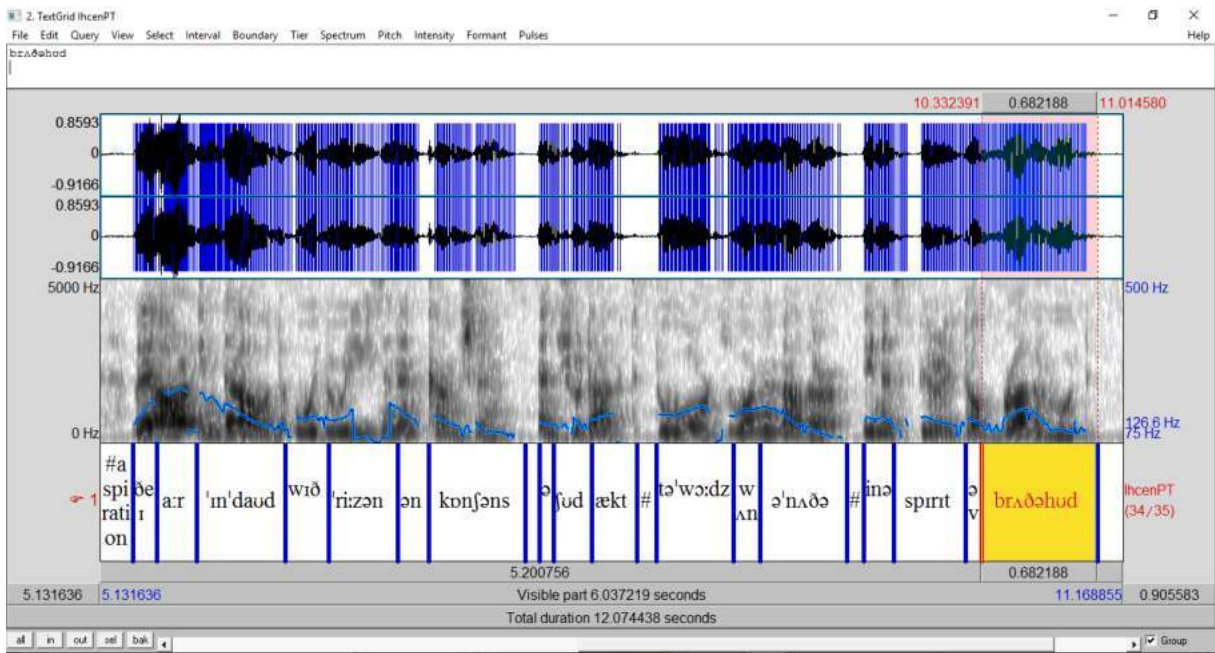 2. TextGrid IhcenPT
File Edit Query View Select Interval Boundary Tier Spectrum Pitch Intensity Formant Pulses Help
brʌðəhʊd
10.332391 0.682188 11.014580
0.8593
0
-0.9166
0.8593
0
-0.9166
5000 Hz 500 Hz
0 Hz 126.6 Hz
75 Hz
1 #a
spi
rati
on
ðe
ɪ
a:r
ˈɪnˈdaʊd
wɪð
ˈri:zən
ən
kɒnʃəns
ə
ʃʊd
ækt
#
təˈwɔ:dz
w
ʌn
əˈnʌðə
#
inə
spɪrɪt
ə
v
brʌðəhʊd
IhcenPT
(34/35)
5.200756 0.682188
5.131636 5.131636 Visible part 6.037219 seconds 11.168855 0.905583
Total duration 12.074438 seconds
all in out sel bak Group